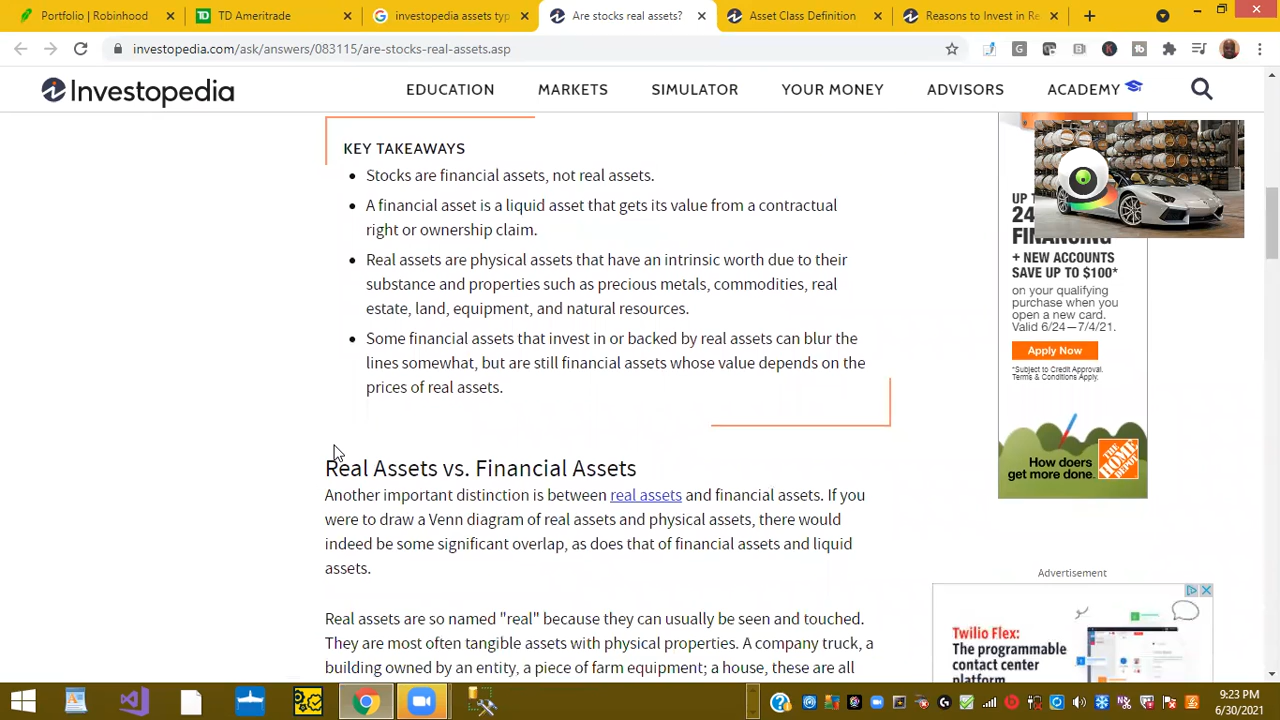 Portfolio | Robinhood
TD Ameritrade
investopedia assets typ
Are stocks real assets?
Asset Class Definition
Reasons to Invest in Re
investopedia.com/ask/answers/083115/are-stocks-real-assets.asp
Investopedia
EDUCATION
MARKETS
SIMULATOR
YOUR MONEY
ADVISORS
ACADEMY
KEY TAKEAWAYS
Stocks are financial assets, not real assets.
A financial asset is a liquid asset that gets its value from a contractual
right or ownership claim.
Real assets are physical assets that have an intrinsic worth due to their
substance and properties such as precious metals, commodities, real
estate, land, equipment, and natural resources.
Some financial assets that invest in or backed by real assets can blur the
lines somewhat, but are still financial assets whose value depends on the
prices of real assets.
Real Assets vs. Financial Assets
Another important distinction is between real assets and financial assets. If you
were to draw a Venn diagram of real assets and physical assets, there would
indeed be some significant overlap, as does that of financial assets and liquid
assets.
Real assets are so named "real" because they can usually be seen and touched.
They are most often tangible assets with physical properties. A company truck, a
building owned by an entity, a piece of farm equipment; a house, these are all
24
FINANCING
+ NEW ACCOUNTS
SAVE UP TO $100*
on your qualifying
purchase when you
open a new card.
Valid 6/24—7/4/21.
Apply Now
*Subject to Credit Approval.
Terms & Conditions Apply.
How doers
get more done.
THE
HOME
DEPOT
Advertisement
Twilio Flex:
The programmable
contact center
platform
9:23 PM
6/30/2021